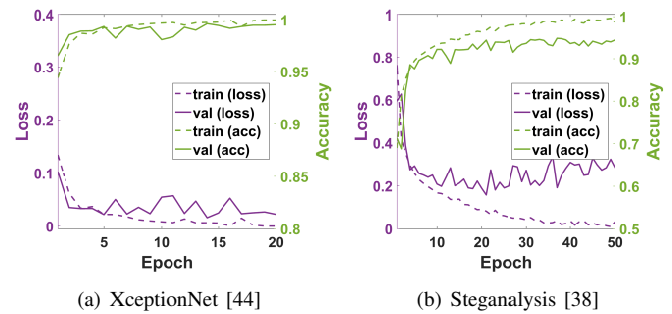 0.4
0.3
0.2
0.1
0
Loss
1
0.95
0.9
0.85
0.8
Accuracy
train (loss)
val (loss)
train (acc)
val (acc)
5
10
15
20
Epoch
(a) XceptionNet [44]
1
0.8
0.6
0.4
0.2
0
Loss
1
0.9
0.8
0.7
0.6
0.5
Accuracy
train (loss)
val (loss)
train (acc)
val (acc)
10
20
30
40
50
Epoch
(b) Steganalysis [38]